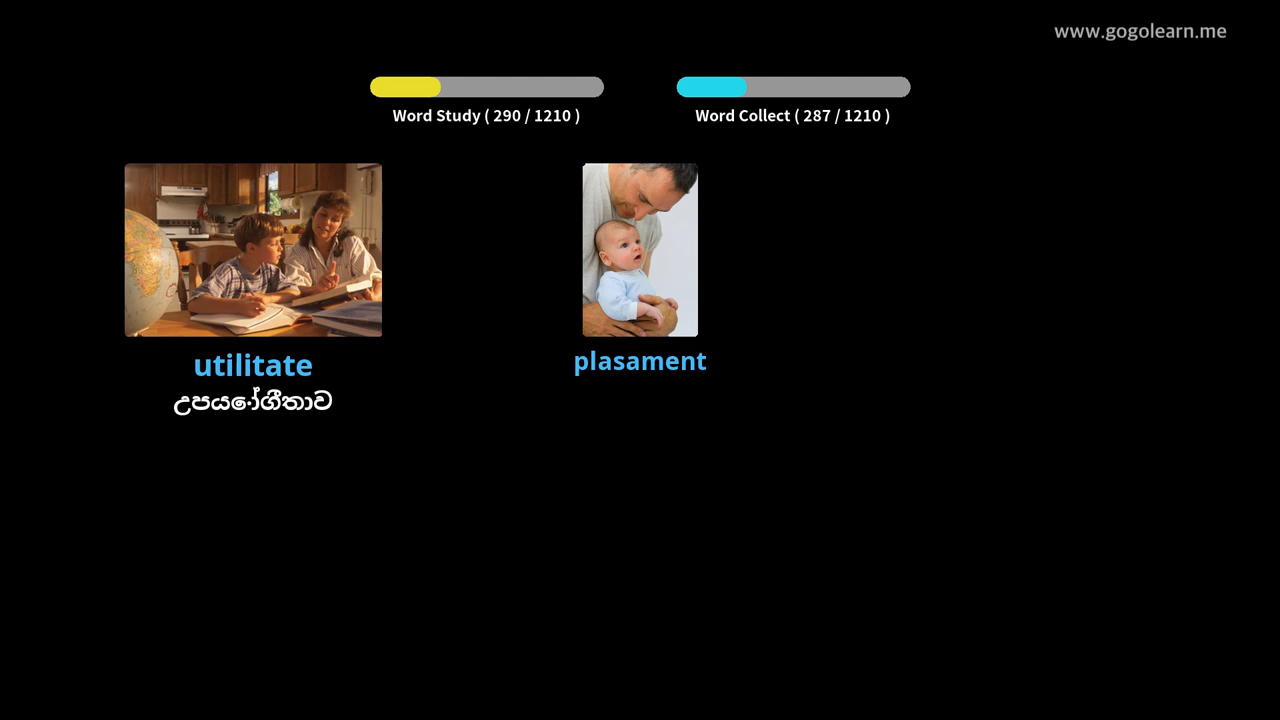 www.gogolearn.me
Word Study ( 290 / 1210 )
Word Collect ( 287 / 1210 )
utilitate
plasament
උපයෝගීතාව